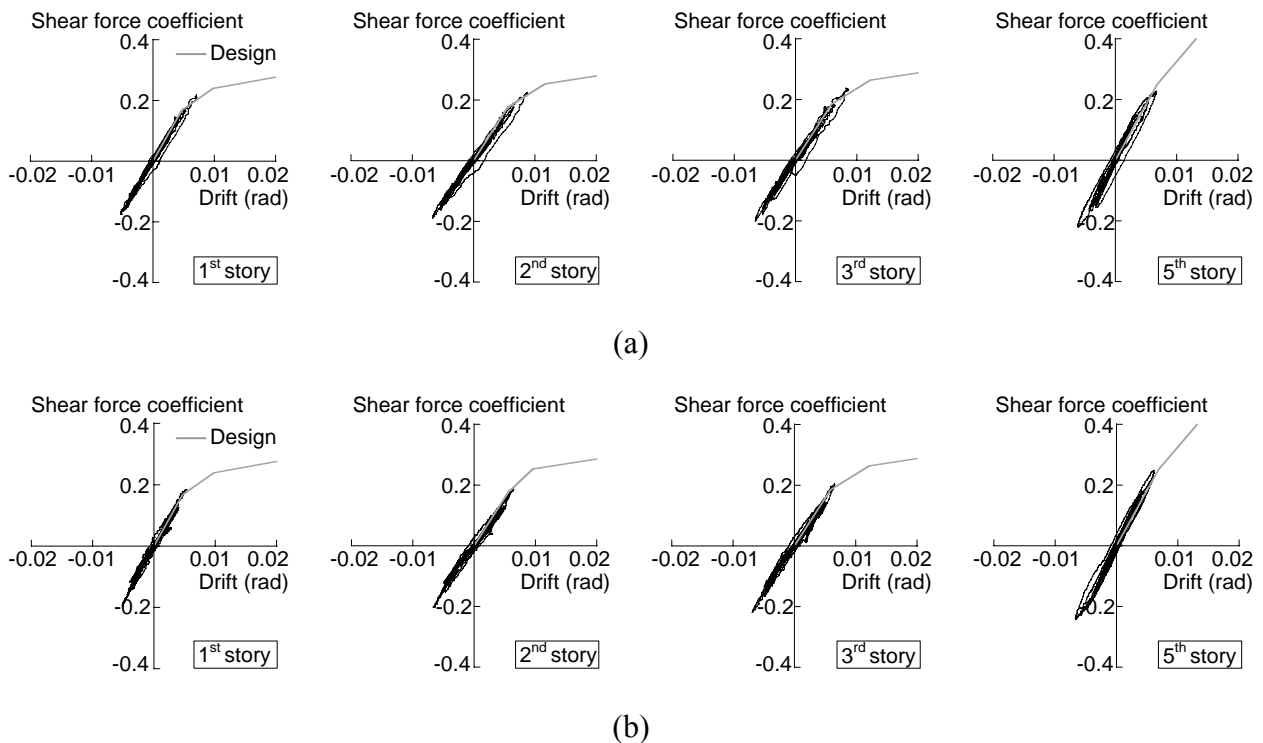 Shear force coefficient Shear force coefficient Shear force coefficient Shear force coefficient
0.4 0.4 0.4 0.4
Design
0.2 0.2 0.2 0.2
-0.02 -0.01 0.01 0.02 -0.02 -0.01 0.01 0.02 -0.02 -0.01 0.01 0.02 -0.02 -0.01 0.01 0.02
Drift (rad) Drift (rad) Drift (rad) Drift (rad)
-0.2 -0.2 -0.2 -0.2
1st story 2nd story 3rd story 5th story
-0.4 -0.4 -0.4 -0.4
(a)
Shear force coefficient Shear force coefficient Shear force coefficient Shear force coefficient
0.4 0.4 0.4 0.4
Design
0.2 0.2 0.2 0.2
-0.02 -0.01 0.01 0.02 -0.02 -0.01 0.01 0.02 -0.02 -0.01 0.01 0.02 -0.02 -0.01 0.01 0.02
Drift (rad) Drift (rad) Drift (rad) Drift (rad)
-0.2 -0.2 -0.2 -0.2
1st story 2nd story 3rd story 5th story
-0.4 -0.4 -0.4 -0.4
(b)